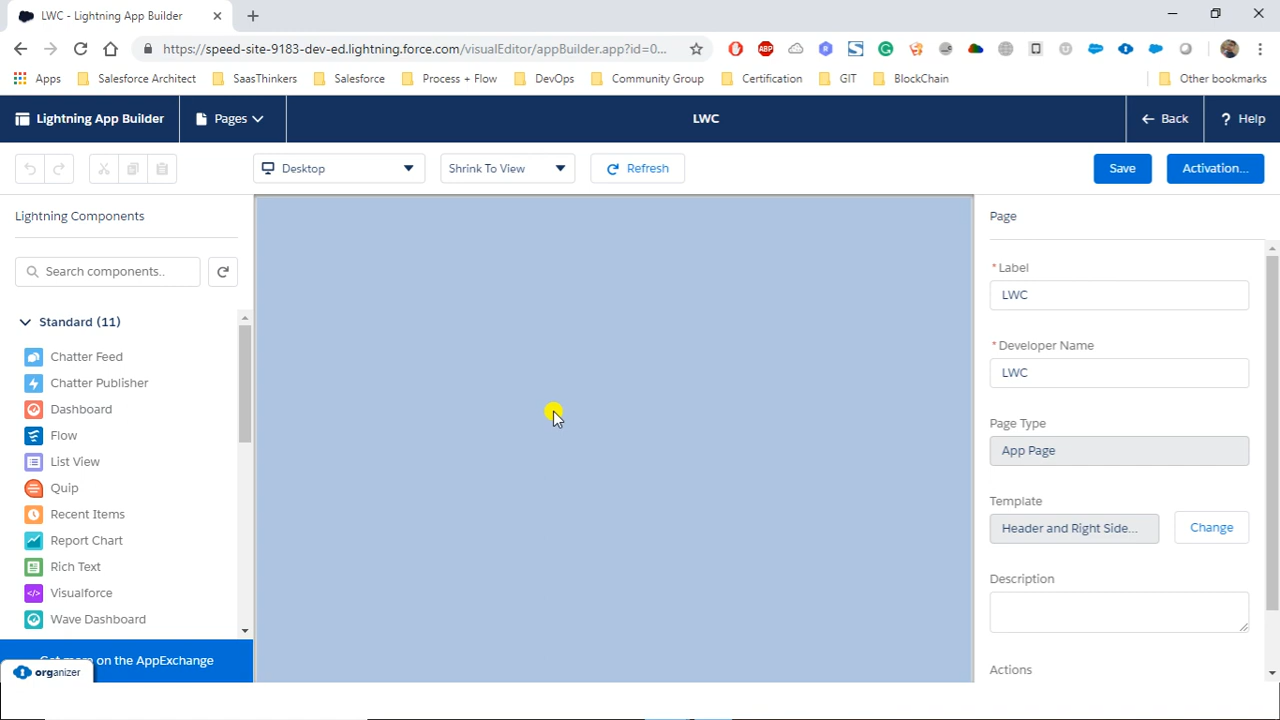 LWC - Lightning App Builder
https://speed-site-9183-dev-ed.lightning.force.com/visualEditor/appBuilder.app?id=0...
ABP
Apps
Salesforce Architect
SaasThinkers
Salesforce
Process + Flow
DevOps
Community Group
Certification
GIT
BlockChain
Other bookmarks
Lightning App Builder
Pages
LWC
Back
? Help
Desktop
Shrink To View
Refresh
Save
Activation...
Lightning Components
Search components..
Standard (11)
Chatter Feed
Chatter Publisher
Dashboard
Flow
List View
Quip
Recent Items
Report Chart
Rich Text
Visualforce
Wave Dashboard
Get more on the AppExchange
organizer
Page
*Label
LWC
*Developer Name
LWC
Page Type
App Page
Template
Header and Right Side...
Change
Description
Actions